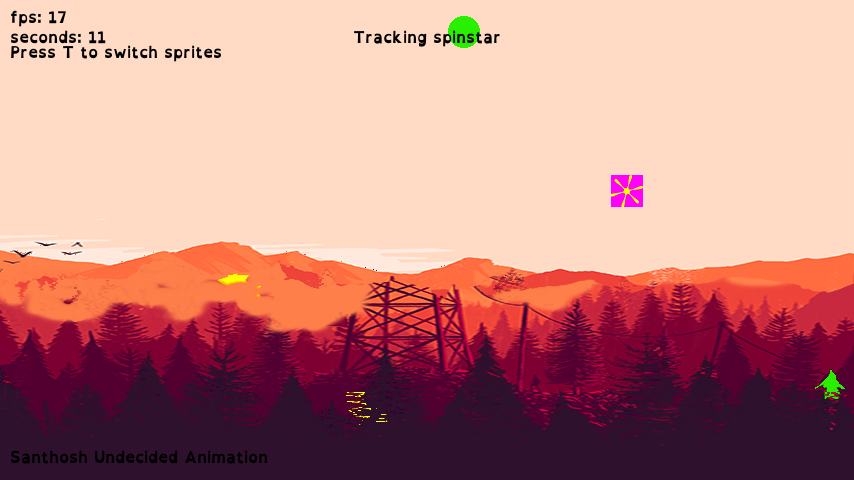 fps: 17
seconds: 11
Press T to switch sprites
Tracking spinstar
Santhosh Undecided Animation